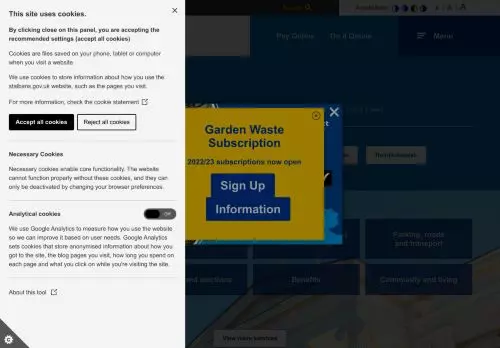 This site uses cookies.
By clicking close on this panel, you are accepting the
recommended settings (accept all cookies)
Cookies are files saved on your phone, tablet or computer
when you visit a website.
We use cookies to store information about how you use the
stalbans.gov.uk website, such as the pages you visit.
For more information, check the cookie statement
Accept all cookies
Reject all cookies
Necessary Cookies
Necessary cookies enable core functionality. The website
cannot function properly without these cookies, and they can
only be deactivated by changing your browser preferences.
Analytical cookies
Off
We use Google Analytics to measure how you use the website
so we can improve it based on user needs. Google Analytics
sets cookies that store anonymised information about how you
got to the site, the blog pages you visit, how long you spend
on each page and what you click on while you're visiting the site.
About this tool
Pay Online
Do it Online
Menu
Garden Waste
Subscription
2022/23 subscriptions now open
Sign Up
Information
Parking, roads
and transport
Benefits
Community and living
View more services